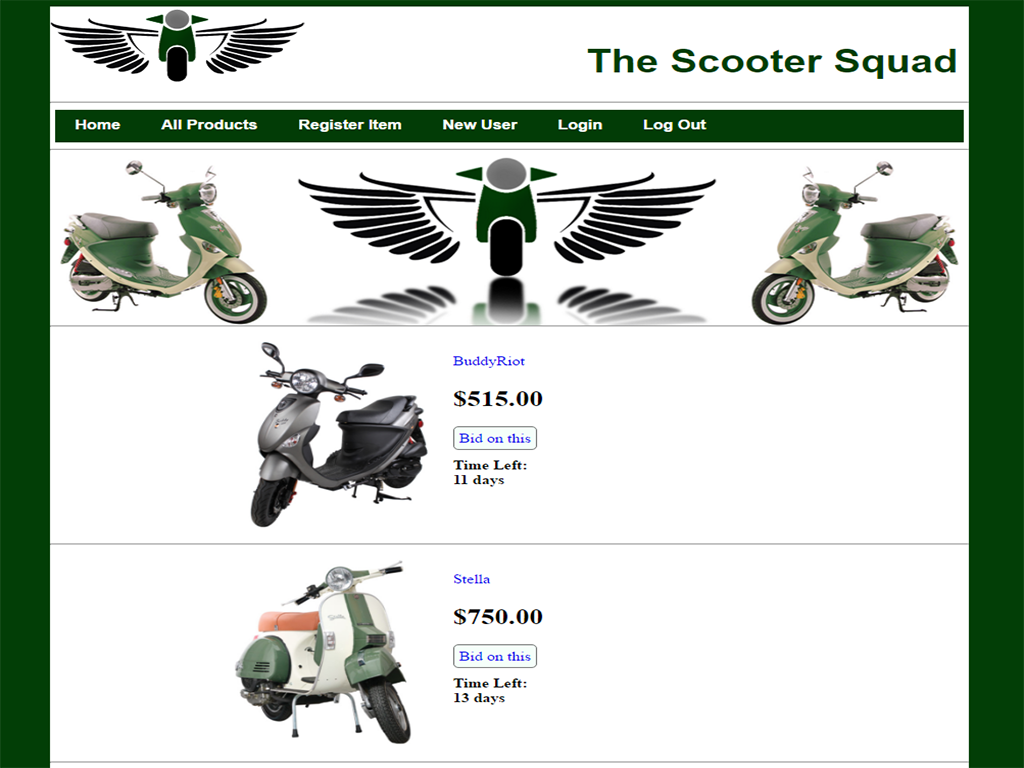 The Scooter Squad
Home All Products Register Item New User Login Log Out
BuddyRiot
$515.00
Bid on this
Time Left:
11 days
Stella
$750.00
Bid on this
Time Left:
13 days